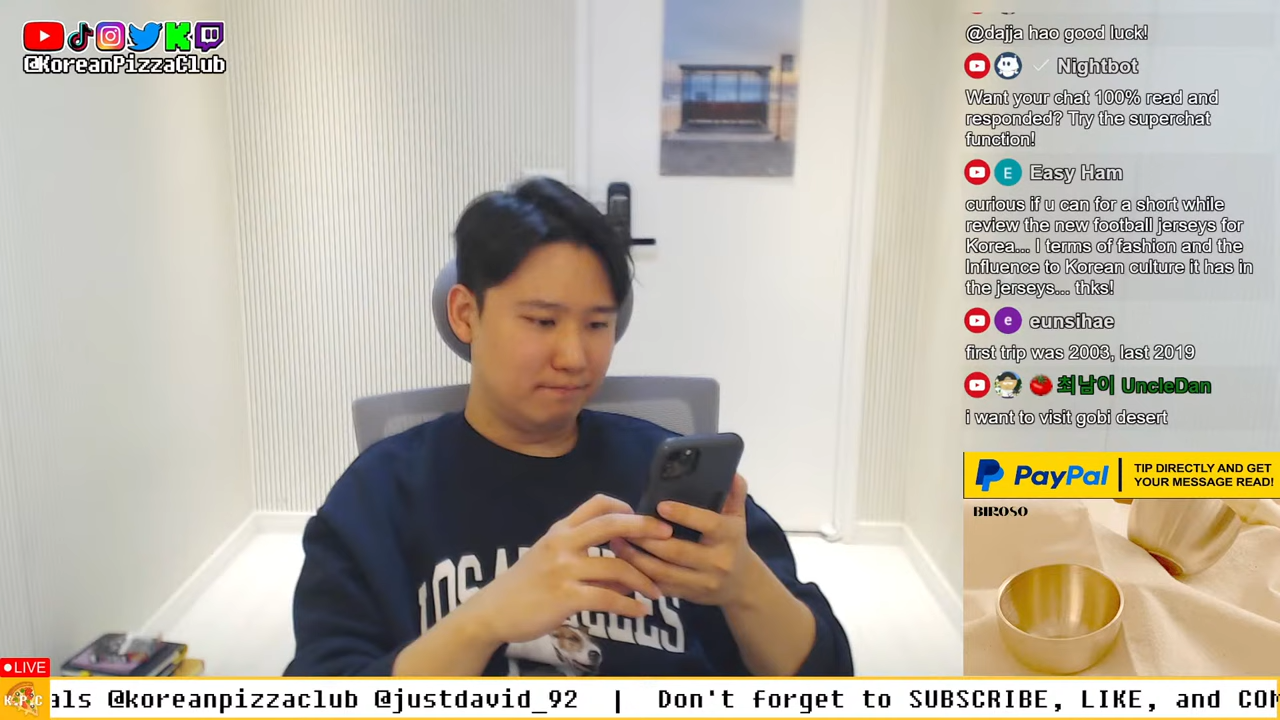 @KoreanPizzaClub
@dajja hao good luck!
Nightbot
Want your chat 100% read and
responded? Try the superchat
function!
E Easy Ham
curious if u can for a short while
review the new football jerseys for
Korea... I terms of fashion and the
Influence to Korean culture it has in
the jerseys... thks!
e eunsihae
first trip was 2003, last 2019
최남이 UncleDan
i want to visit gobi desert
PayPal
TIP DIRECTLY AND GET
YOUR MESSAGE READ!
BIROSO
LOS
LIVE
K.P.C
als @koreanpizzaclub @justdavid_92 | Don't forget to SUBSCRIBE, LIKE, and CO